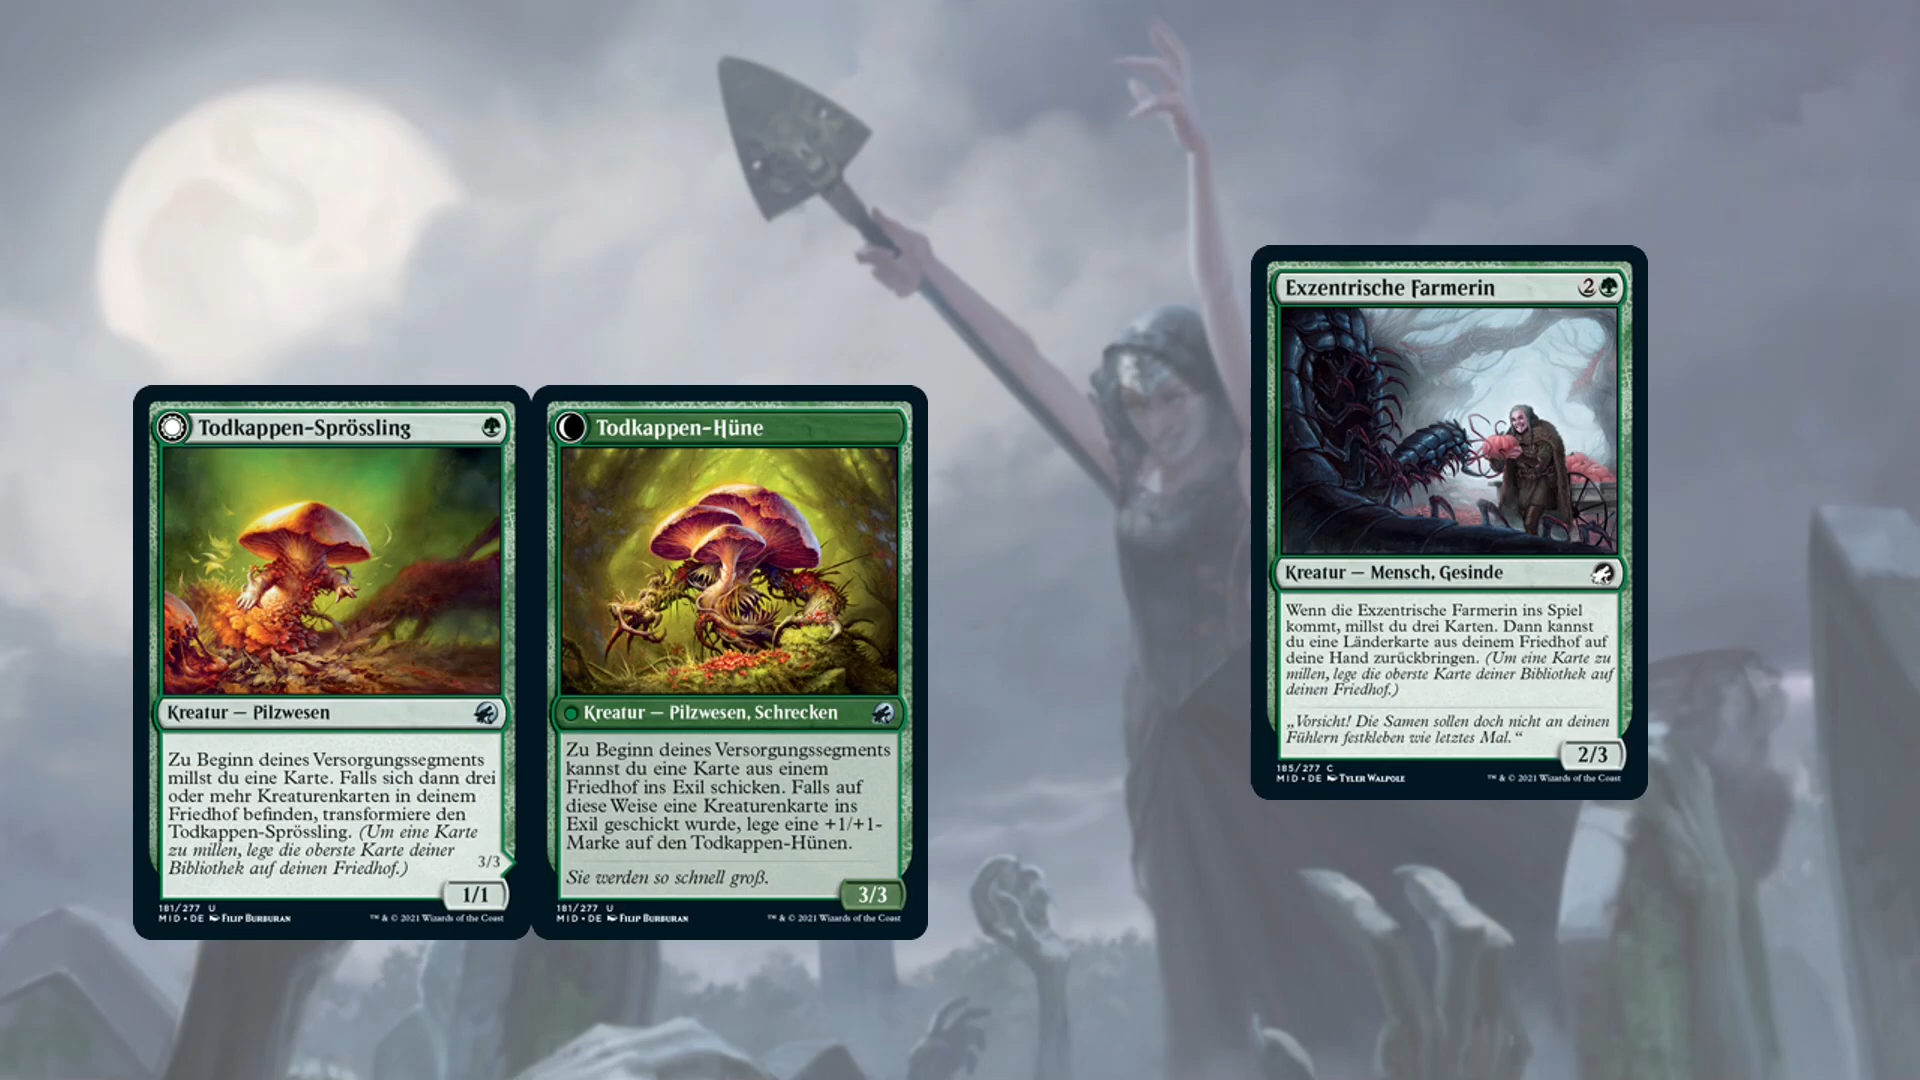 Todkappen-Sprössling
Kreatur — Pilzwesen
Zu Beginn deines Versorgungssegments
millst du eine Karte. Falls sich dann drei
oder mehr Kreaturenkarten in deinem
Friedhof befinden, transformiere den
Todkappen-Sprössling. (Um eine Karte
zu millen, lege die oberste Karte deiner
Bibliothek auf deinen Friedhof.)
3/3
1/1
181/277 U
MID • DE Filip Burburan
™ & © 2021 Wizards of the Coast
Todkappen-Hüne
Kreatur — Pilzwesen, Schrecken
Zu Beginn deines Versorgungssegments
kannst du eine Karte aus einem
Friedhof ins Exil schicken. Falls auf
diese Weise eine Kreaturenkarte ins
Exil geschickt wurde, lege eine +1/+1-
Marke auf den Todkappen-Hünen.
Sie werden so schnell groß.
3/3
181/277 U
MID • DE Filip Burburan
™ & © 2021 Wizards of the Coast
Exzentrische Farmerin 2
Kreatur — Mensch, Gesinde
Wenn die Exzentrische Farmerin ins Spiel
kommt, millst du drei Karten. Dann kannst
du eine Länderkarte aus deinem Friedhof auf
deine Hand zurückbringen. (Um eine Karte zu
millen, lege die oberste Karte deiner Bibliothek auf
deinen Friedhof.)
„Vorsicht! Die Samen sollen doch nicht an deinen
Fühlern festkleben wie letztes Mal.“
2/3
185/277 C
MID • DE Tyler Walpole
™ & © 2021 Wizards of the Coast